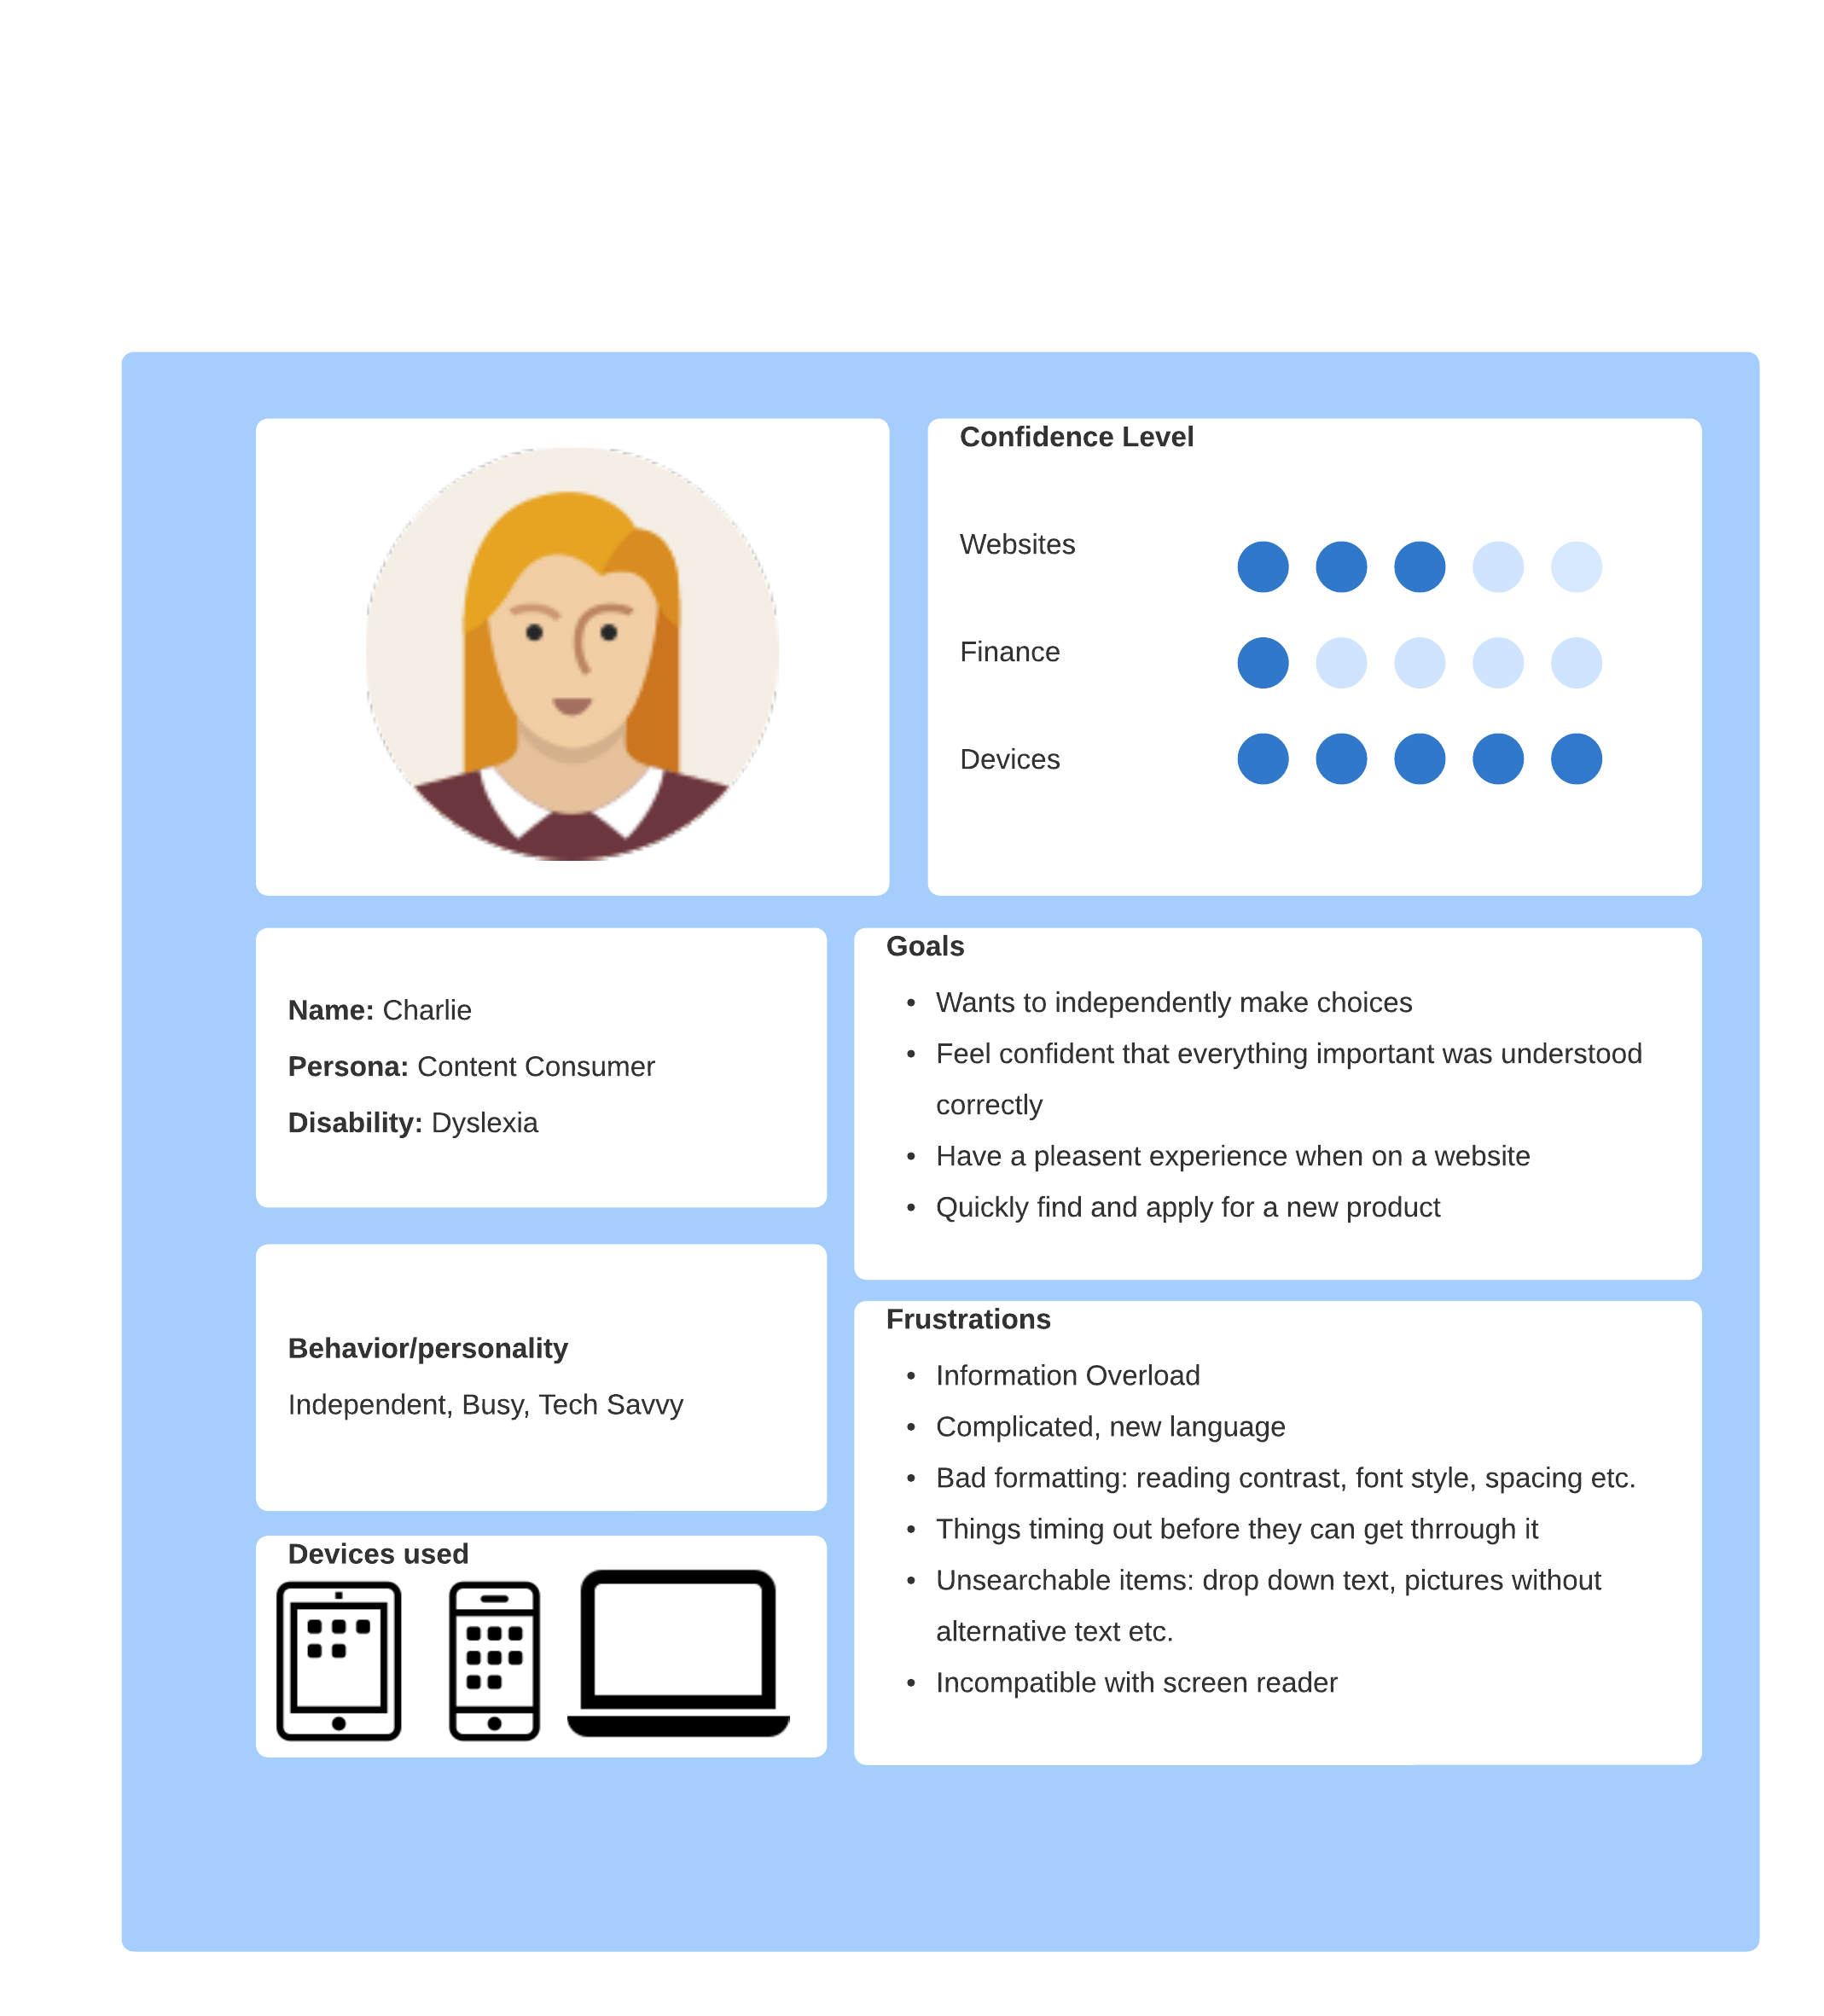 Confidence Level
Websites
Finance
Devices
Name: Charlie
Persona: Content Consumer
Disability: Dyslexia
Goals
• Wants to independently make choices
• Feel confident that everything important was understood
correctly
• Have a pleasent experience when on a website
• Quickly find and apply for a new product
Behavior/personality
Independent, Busy, Tech Savvy
Frustrations
• Information Overload
• Complicated, new language
• Bad formatting: reading contrast, font style, spacing etc.
• Things timing out before they can get thrrough it
• Unsearchable items: drop down text, pictures without
alternative text etc.
• Incompatible with screen reader
Devices used